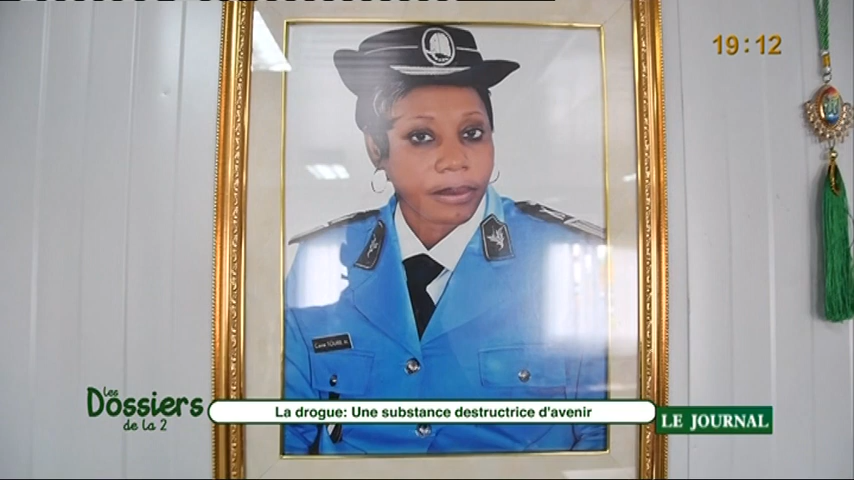 19:12
Les
Dossiers
de la 2
La drogue: Une substance destructrice d'avenir
LE JOURNAL